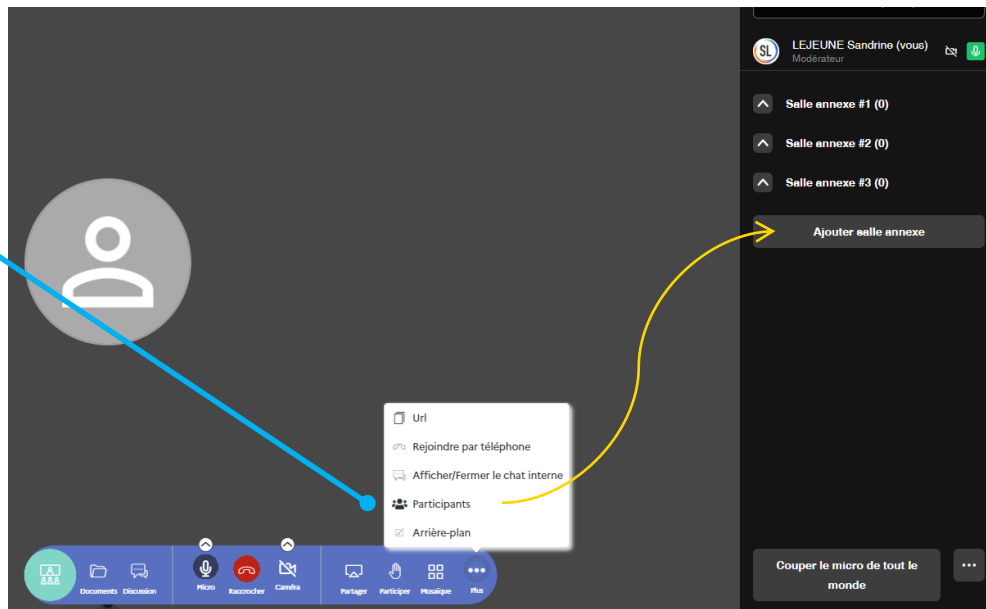 SL
LEJEUNE Sandrine (vous)
Modérateur
Salle annexe #1 (0)
Salle annexe #2 (0)
Salle annexe #3 (0)
Ajouter salle annexe
Url
Rejoindre par téléphone
Afficher/Fermer le chat interne
Participants
Arrière-plan
Documents
Discussion
Micro
Raccrocher
Caméra
Partager
Participer
Mosaïque
Plus
Couper le micro de tout le
monde